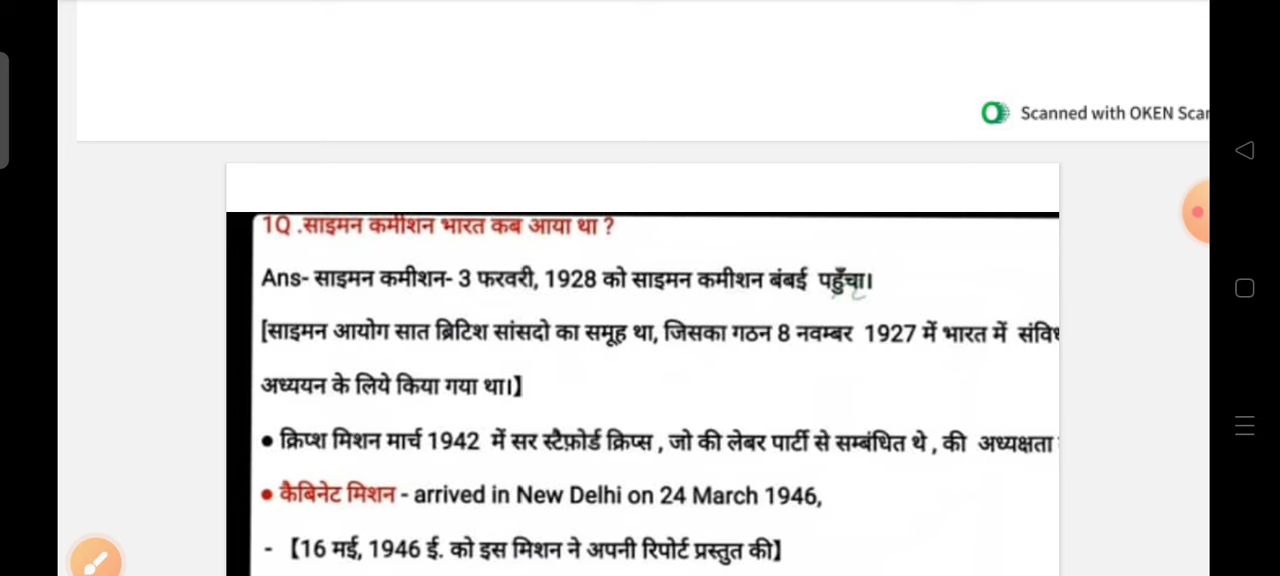 Scanned with OKEN Scar
1Q .साइमन कमीशन भारत कब आया था ?
Ans- साइमन कमीशन- 3 फरवरी, 1928 को साइमन कमीशन बंबई पहुँचा।
[साइमन आयोग सात ब्रिटिश सांसदो का समूह था, जिसका गठन 8 नवम्बर 1927 में भारत में
अध्ययन के लिये किया गया था।】
● क्रिप्श मिशन मार्च 1942 में सर स्टैफ़ोर्ड क्रिप्स , जो की लेबर पार्टी से सम्बंधित थे , की अध्यक्षता
● कैबिनेट मिशन - arrived in New Delhi on 24 March 1946,
- 【16 मई, 1946 ई. को इस मिशन ने अपनी रिपोर्ट प्रस्तुत की】